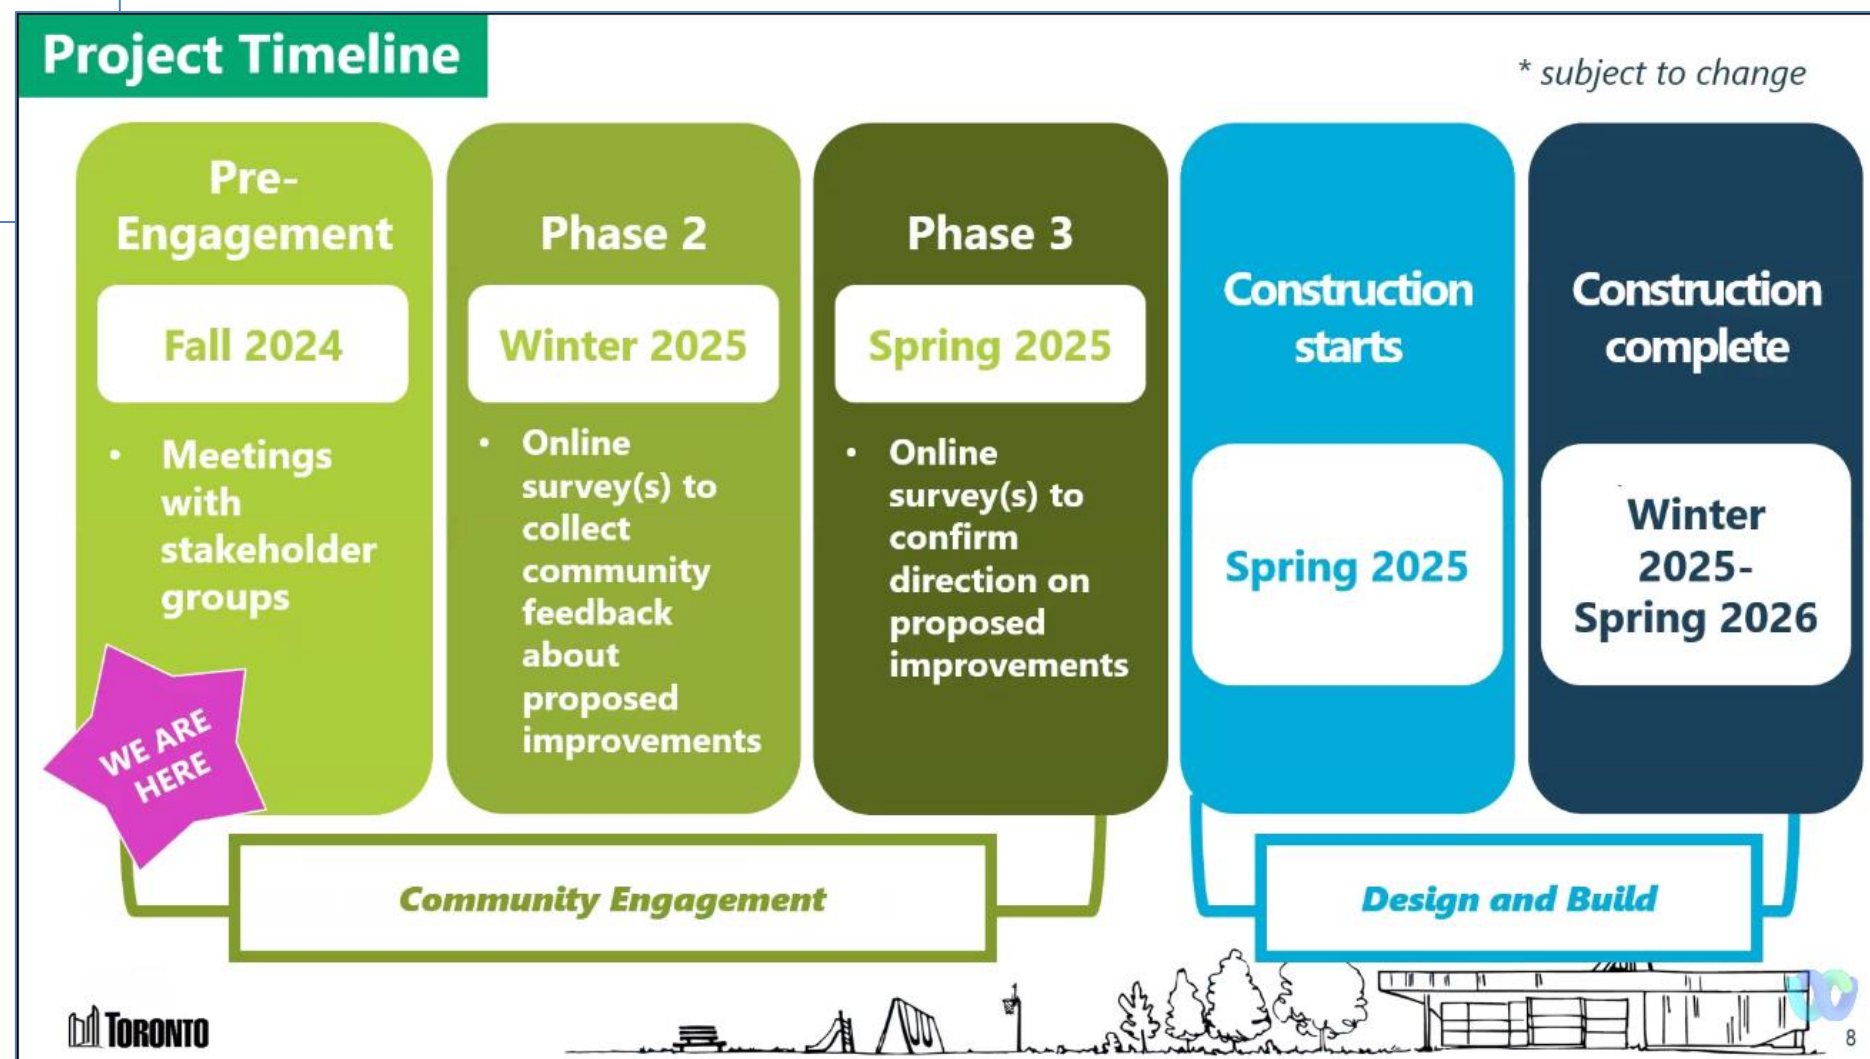 Project Timeline
* subject to change
Pre-
Engagement
Fall 2024
• Meetings
with
stakeholder
groups
WE ARE
HERE
Phase 2
Winter 2025
• Online
survey(s) to
collect
community
feedback
about
proposed
improvements
Phase 3
Spring 2025
• Online
survey(s) to
confirm
direction on
proposed
improvements
Construction
starts
Spring 2025
Construction
complete
Winter
2025-
Spring 2026
Community Engagement
Design and Build
TORONTO
8